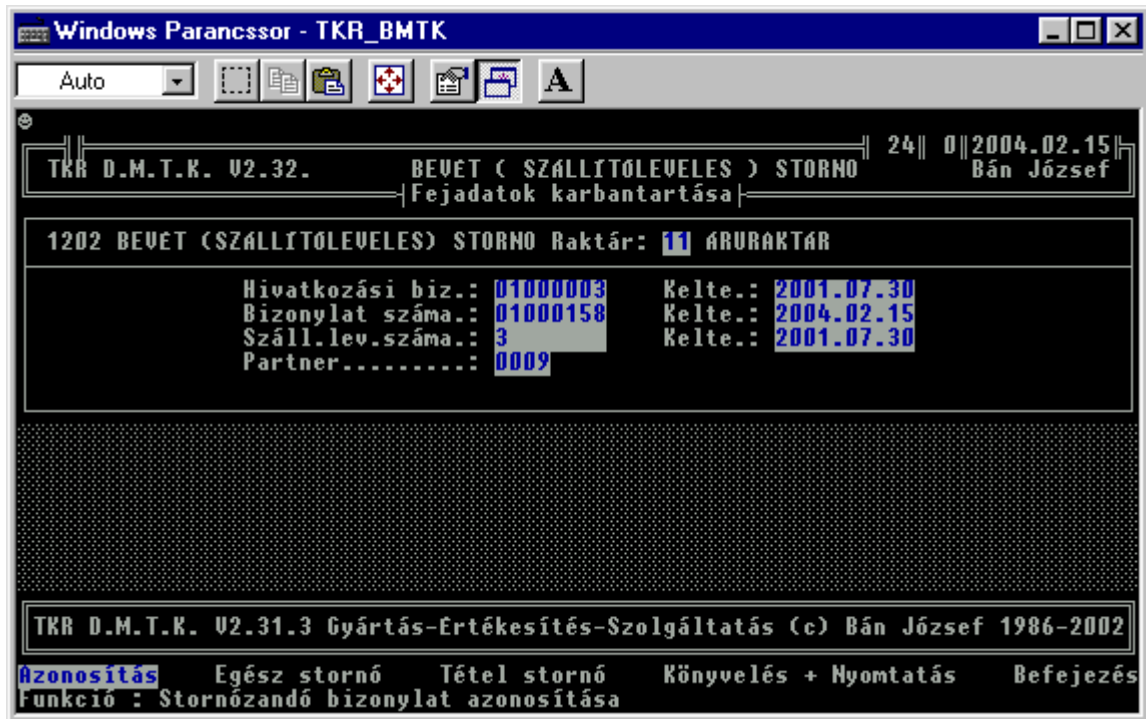 Windows Parancssor - TKR_BMTK
Auto
A
24 0 2004.02.15
TKR D.M.T.K. V2.32. BEVÉT ( SZÁLLÍTÓLEVELES ) STORNO Bán József
Fejadatok karbantartása
1202 BEVÉT (SZÁLLÍTÓLEVELES) STORNO Raktár: 11 ÁRURAKTÁR
Hivatkozási biz.: 01000003 Kelte.: 2001.07.30
Bizonylat száma.: 01000158 Kelte.: 2004.02.15
Száll.lev.száma.: 3 Kelte.: 2001.07.30
Partner.........: 0009
TKR D.M.T.K. V2.31.3 Gyártás-Értékesítés-Szolgáltatás (c) Bán József 1986-2002
Azonosítás Egész stornó Tétel stornó Könyvelés + Nyomtatás Befejezés
Funkció : Stornózandó bizonylat azonosítása